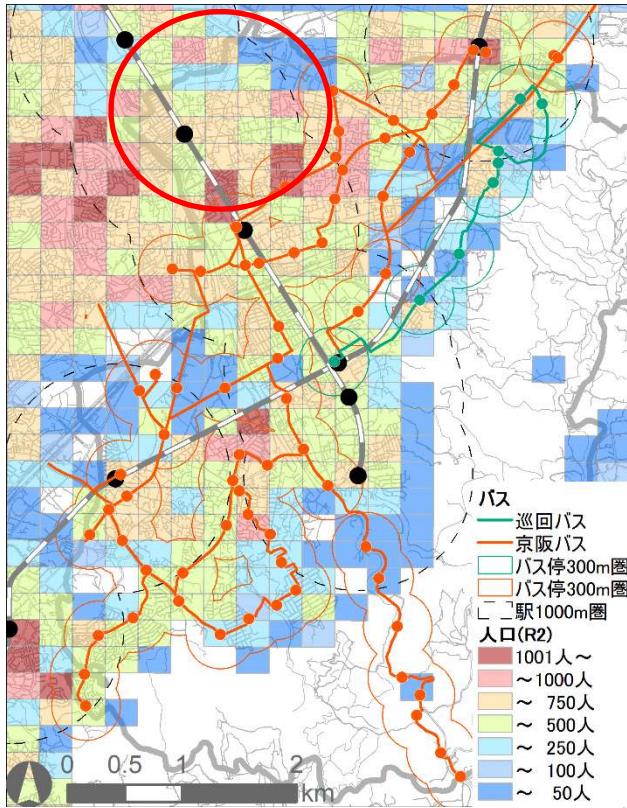 バス
巡回バス
京阪バス
バス停300m圏
バス停300m圏
駅1000m圏
人口(R2)
1001人～
～1000人
～ 750人
～ 500人
～ 250人
～ 100人
～ 50人
0 0.5 1 2
km